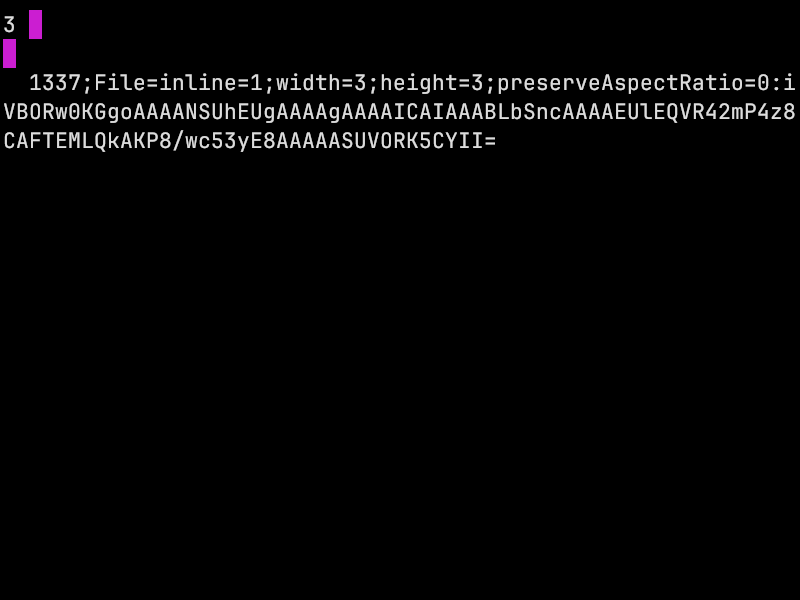 3
1337;File=inline=1;width=3;height=3;preserveAspectRatio=0:i
VBORw0KGgoAAAANSUhEUgAAAAgAAAAICAIAAABLbSncAAAAEUlEQVR42mP4z8
CAFTEMLQkAKP8/wc53yE8AAAAASUVORK5CYII=